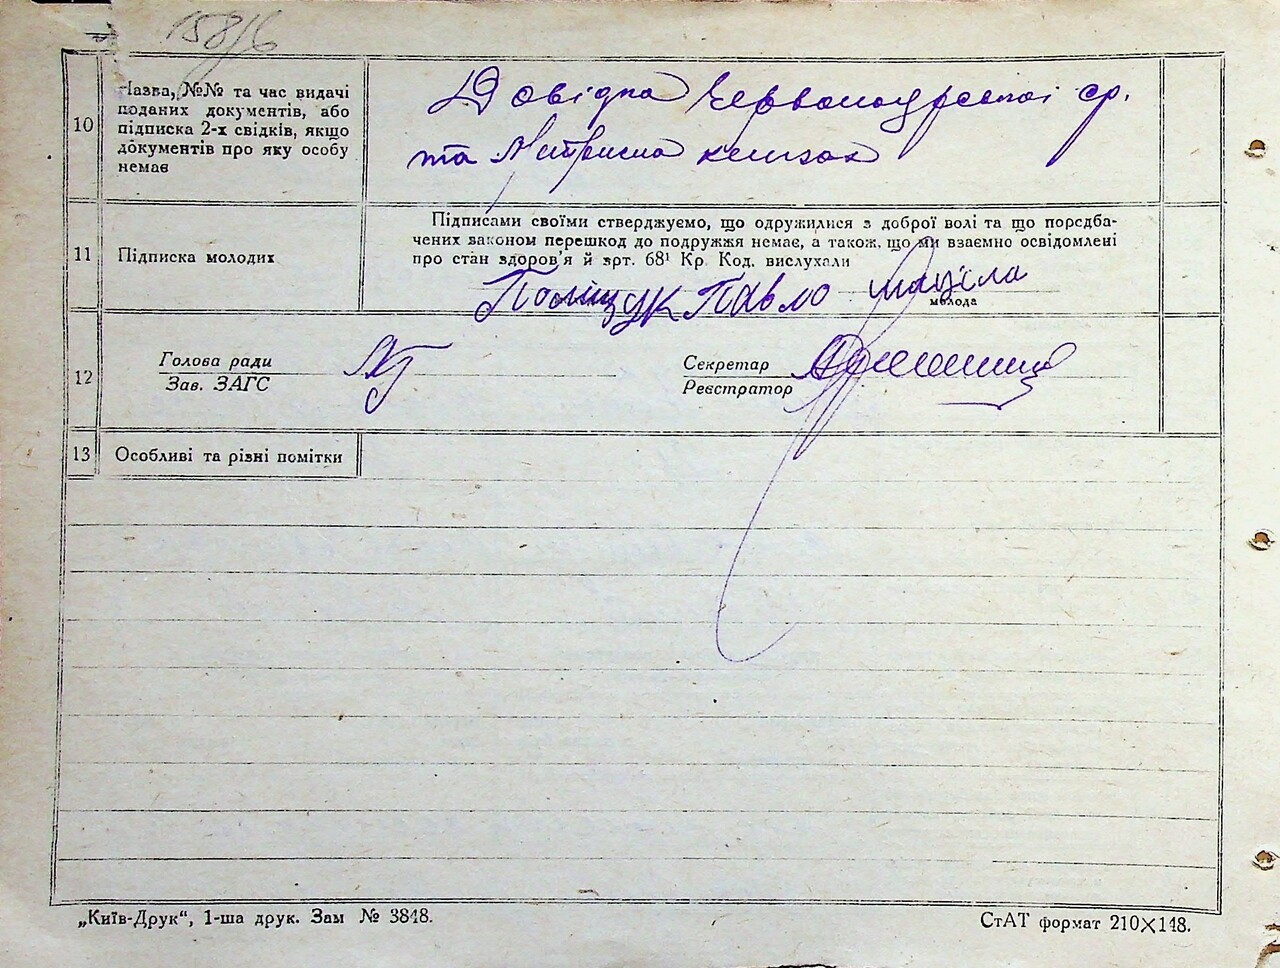 158/6
10
Назва, №№ та час видачі
поданих документів, або
підписка 2-х свідків, якщо
документів про яку особу
немає
Довідка ср.
та метрисна
11
Підписка молодих
Підписами своїми стверджуємо, що одружилися з доброї волі та що передба-
чених законом перешкод до подружжя немає, а також, що ми взаємно освідомлені
про стан здоров'я й арт. 68¹ Кр. Код. вислухали
Поліщук Павло
молода
12
Голова ради
Зав. ЗАГС
Секретар
Реєстратор
13
Особливі та різні помітки
„Київ-Друк“, 1-ша друк. Зам № 3848.
СтАТ формат 210×148.